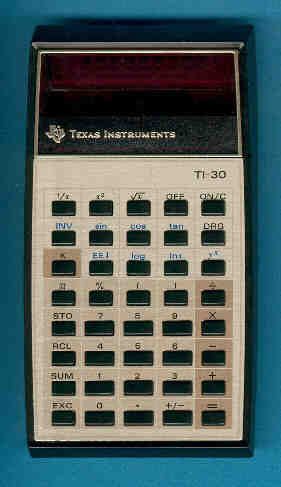 TEXAS INSTRUMENTS
TI-30
1/x x² √x OFF ON/C
INV sin cos tan DRG
K EE↓ log lnx yˣ
π % ( ) ÷
STO 7 8 9 ×
RCL 4 5 6 −
SUM 1 2 3 +
EXC 0 . +/− =